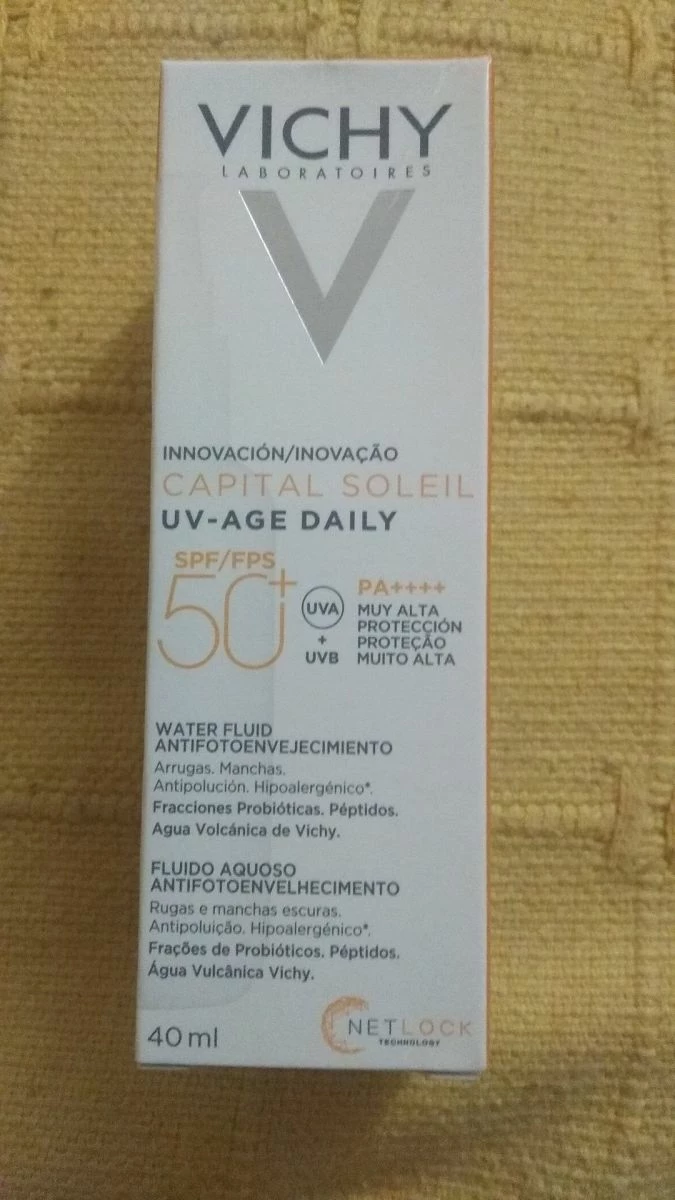 VICHY
LABORATOIRES
V
INNOVACIÓN/INOVAÇÃO
CAPITAL SOLEIL
UV-AGE DAILY
SPF/FPS
50+
UVA
+
UVB
PA++++
MUY ALTA
PROTECCIÓN
PROTEÇÃO
MUITO ALTA
WATER FLUID
ANTIFOTOENVEJECIMIENTO
Arrugas. Manchas.
Antipolución. Hipoalergénico*.
Fracciones Probióticas. Péptidos.
Agua Volcánica de Vichy.
FLUIDO AQUOSO
ANTIFOTOENVELHECIMENTO
Rugas e manchas escuras.
Antipoluição. Hipoalergénico*.
Frações de Probióticos. Péptidos.
Água Vulcânica Vichy.
40 ml
NETLOCK
TECHNOLOGY